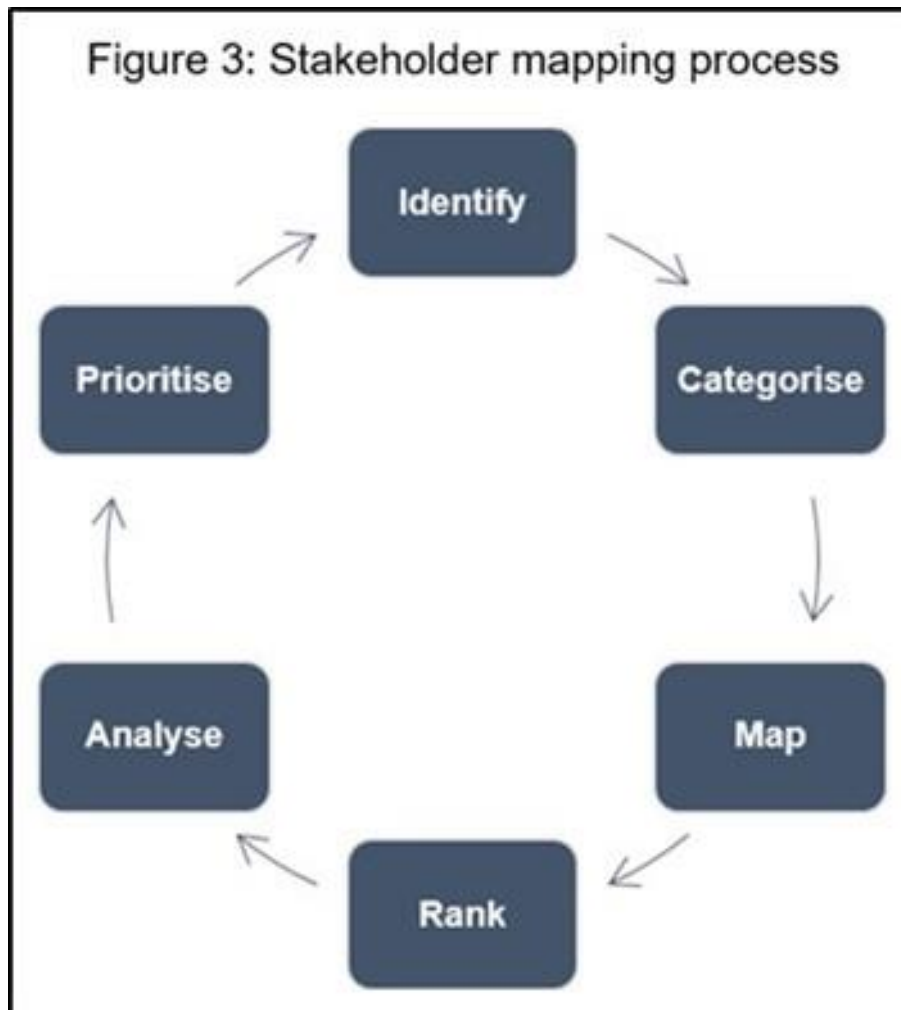 Figure 3: Stakeholder mapping process
Identify
Categorise
Map
Rank
Analyse
Prioritise